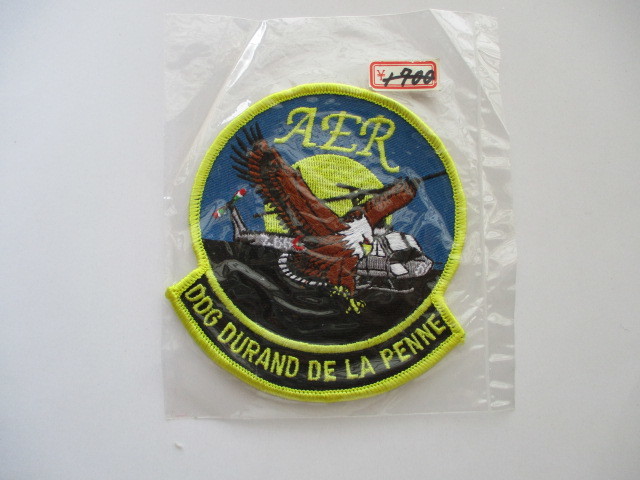 ¥1700
AER
DDG DURAND DE LA PENNE